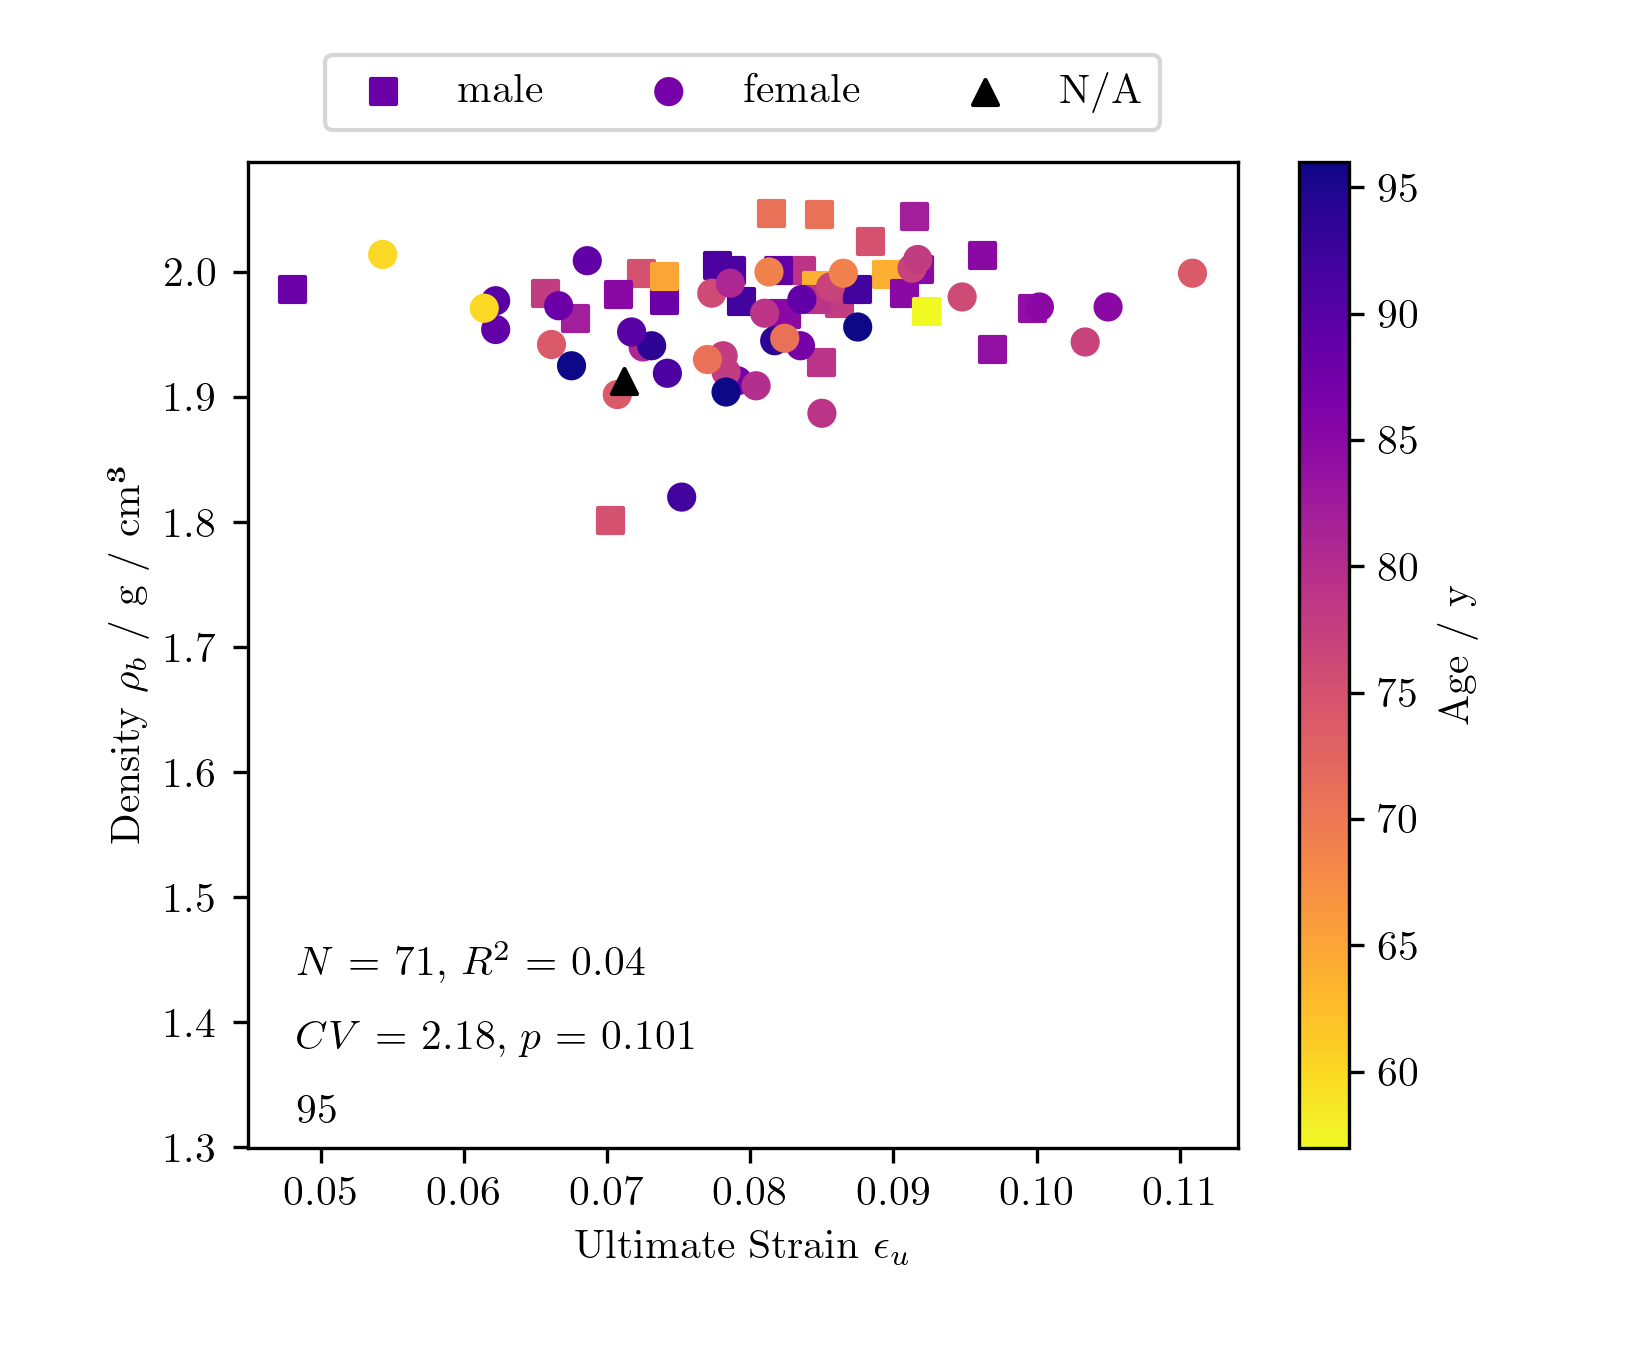 male female N/A
2.0
1.9
1.8
1.7
1.6
1.5
1.4
1.3
Density ρb / g / cm³
N = 71, R² = 0.04
CV = 2.18, p = 0.101
95
0.05 0.06 0.07 0.08 0.09 0.10 0.11
Ultimate Strain ϵu
95
90
85
80
75
70
65
60
Age / y